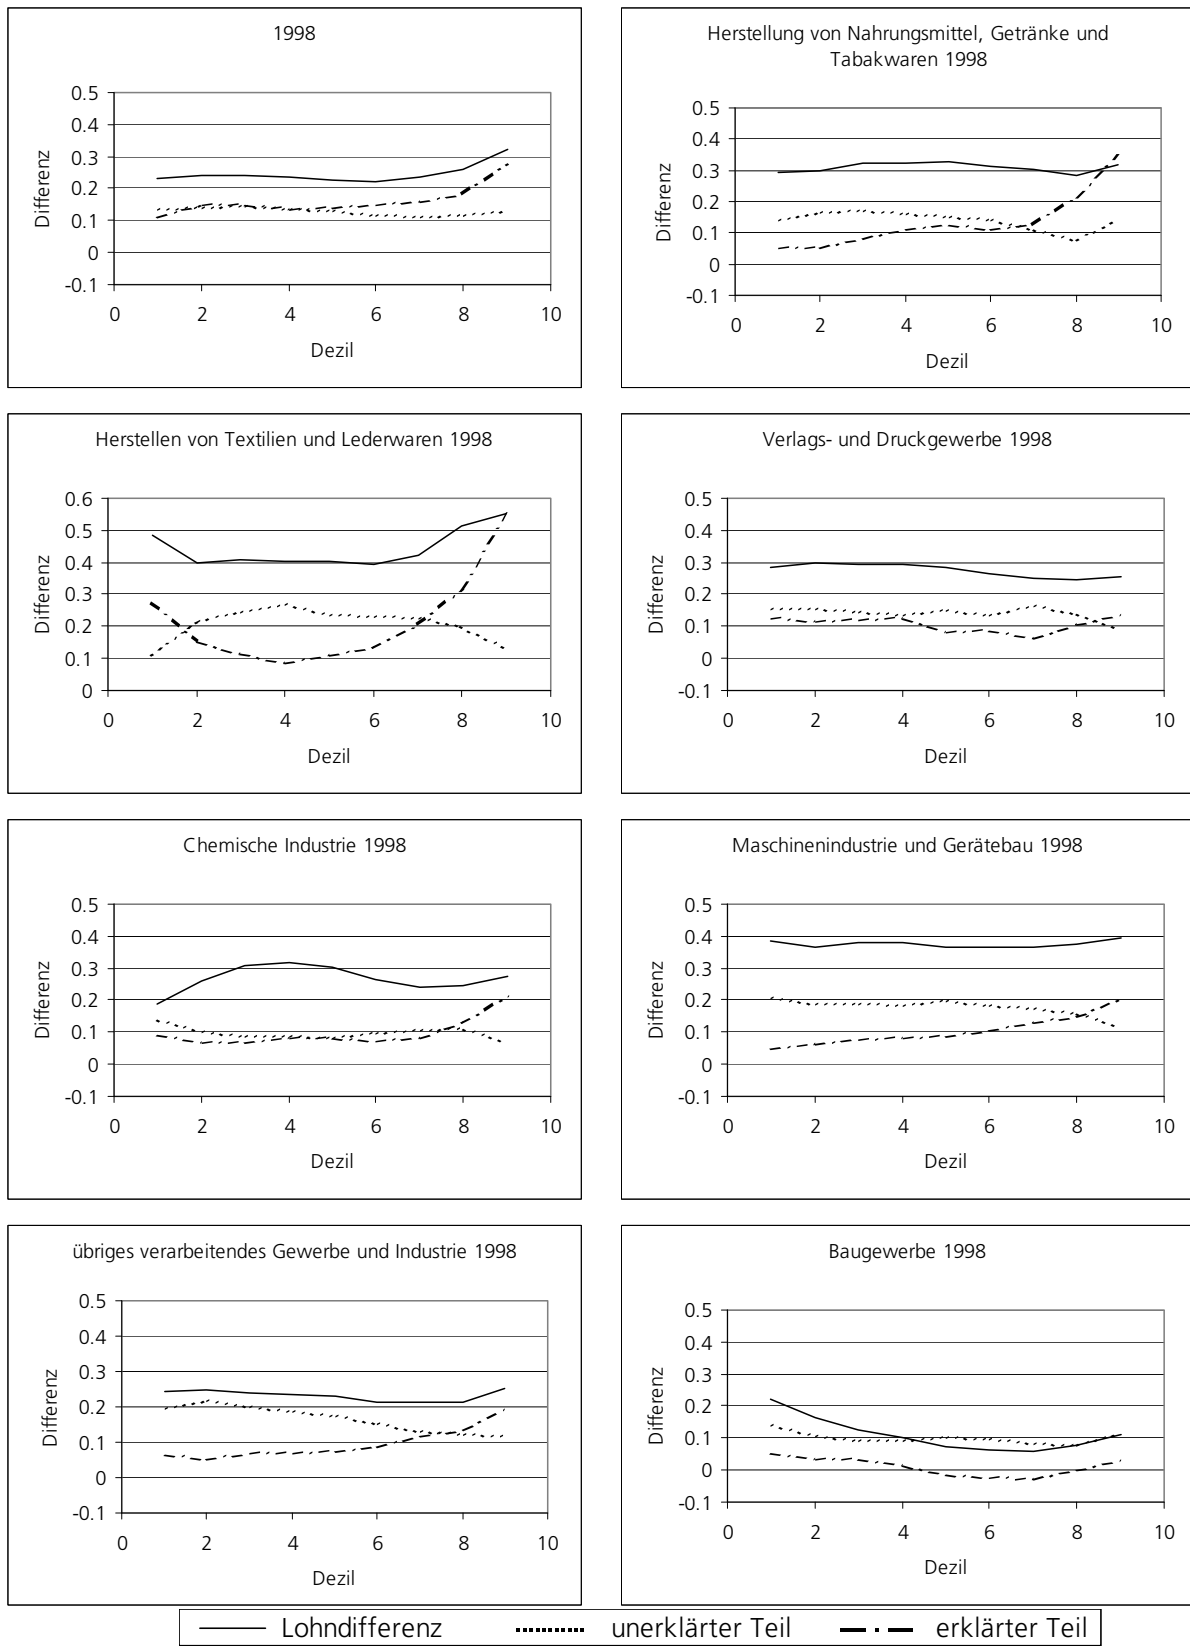 1998
0.5
0.4
0.3
0.2
0.1
0
-0.1
Differenz
0 2 4 6 8 10
Dezil
Herstellung von Nahrungsmittel, Getränke und
Tabakwaren 1998
0.5
0.4
0.3
0.2
0.1
0
-0.1
Differenz
0 2 4 6 8 10
Dezil
Herstellen von Textilien und Lederwaren 1998
0.6
0.5
0.4
0.3
0.2
0.1
0
Differenz
0 2 4 6 8 10
Dezil
Verlags- und Druckgewerbe 1998
0.5
0.4
0.3
0.2
0.1
0
-0.1
Differenz
0 2 4 6 8 10
Dezil
Chemische Industrie 1998
0.5
0.4
0.3
0.2
0.1
0
-0.1
Differenz
0 2 4 6 8 10
Dezil
Maschinenindustrie und Gerätebau 1998
0.5
0.4
0.3
0.2
0.1
0
-0.1
Differenz
0 2 4 6 8 10
Dezil
übriges verarbeitendes Gewerbe und Industrie 1998
0.5
0.4
0.3
0.2
0.1
0
-0.1
Differenz
0 2 4 6 8 10
Dezil
Baugewerbe 1998
0.5
0.4
0.3
0.2
0.1
0
-0.1
Differenz
0 2 4 6 8 10
Dezil
Lohndifferenz unerklärter Teil erklärter Teil